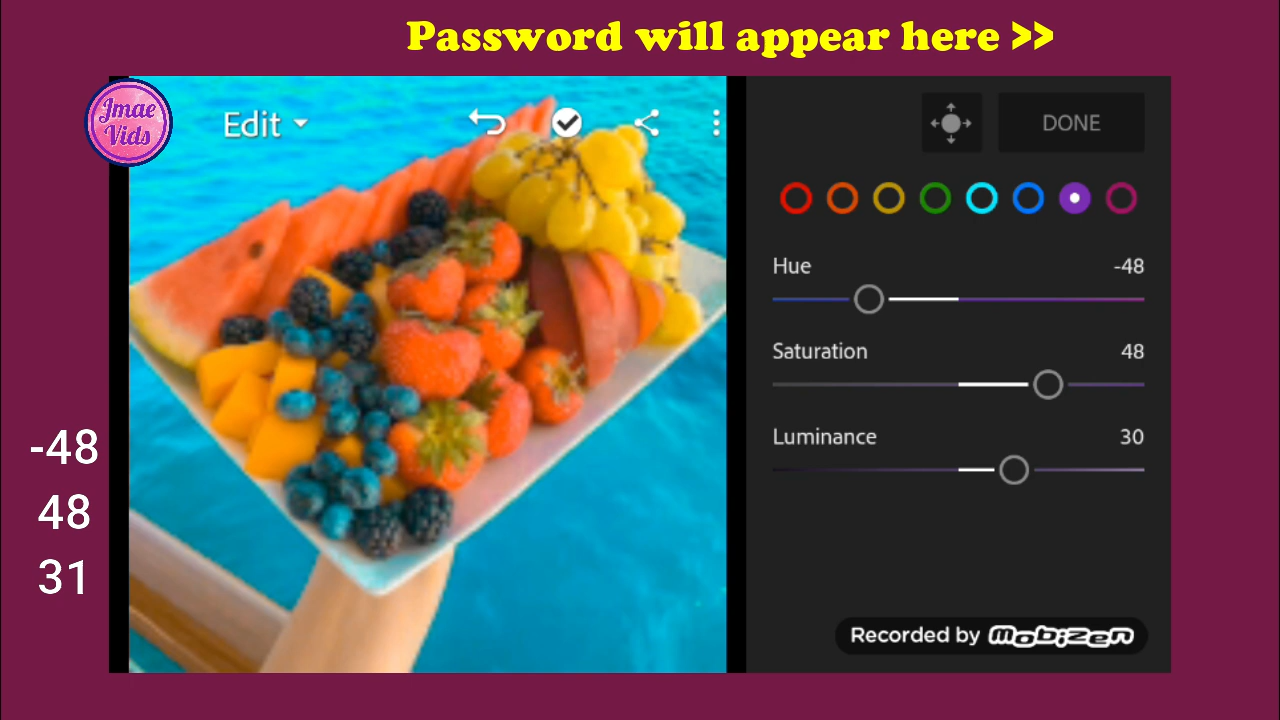 Password will appear here >>
Jmae
Vids
Edit
DONE
Hue -48
Saturation 48
Luminance 30
-48
48
31
Recorded by mobizen